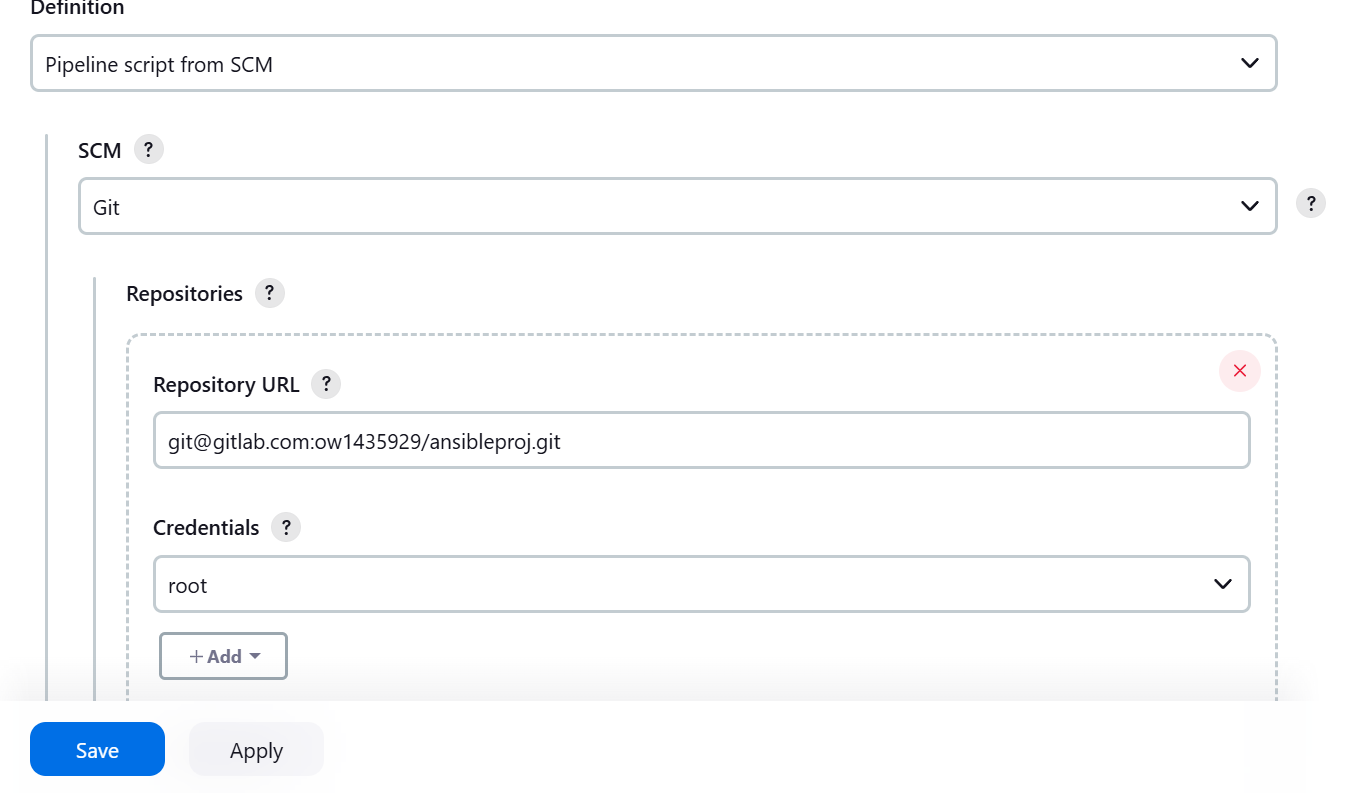 Definition
Pipeline script from SCM
SCM ?
Git
?
Repositories ?
Repository URL ?
git@gitlab.com:ow1435929/ansibleproj.git
Credentials ?
root
+ Add
Save Apply